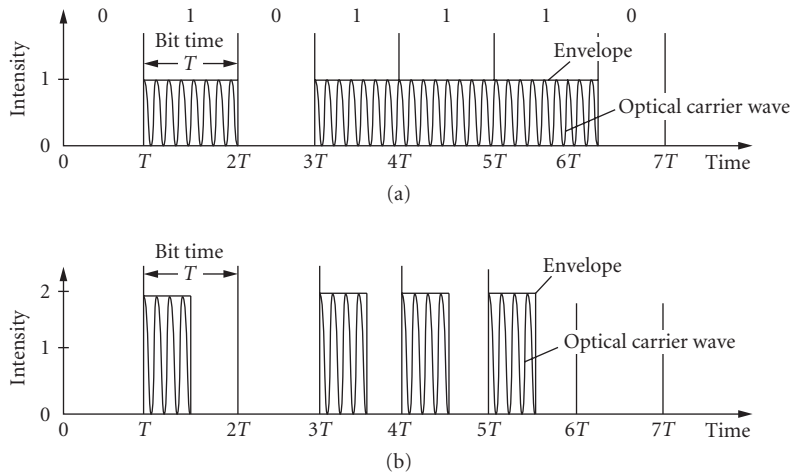 0 1 0 1 1 1 0
Bit time
T
Envelope
Optical carrier wave
Intensity
1
0
0 T 2T 3T 4T 5T 6T 7T Time
(a)
Bit time
T
Envelope
Optical carrier wave
Intensity
2
1
0
0 T 2T 3T 4T 5T 6T 7T Time
(b)